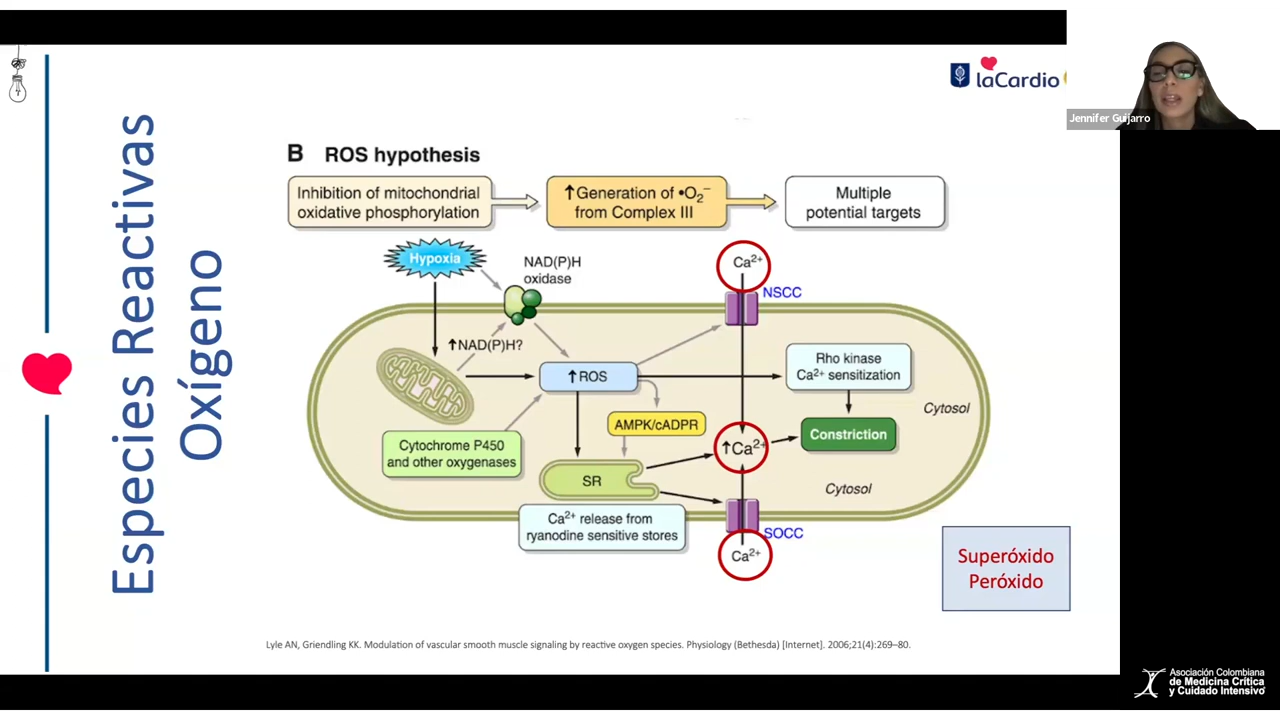 laCardio
Jennifer Guijarro
Especies Reactivas
Oxígeno
B ROS hypothesis
Inhibition of mitochondrial
oxidative phosphorylation
↑Generation of •O₂⁻
from Complex III
Multiple
potential targets
Hypoxia
NAD(P)H
oxidase
Ca²⁺
NSCC
↑NAD(P)H?
↑ROS
Rho kinase
Ca²⁺ sensitization
Cytosol
AMPK/cADPR
Cytochrome P450
and other oxygenases
↑Ca²⁺
Constriction
SR
Cytosol
Ca²⁺ release from
ryanodine sensitive stores
SOCC
Ca²⁺
Superóxido
Peróxido
Lyle AN, Griendling KK. Modulation of vascular smooth muscle signaling by reactive oxygen species. Physiology (Bethesda) [Internet]. 2006;21(4):269–80.
Asociación Colombiana
de Medicina Crítica
y Cuidado Intensivo